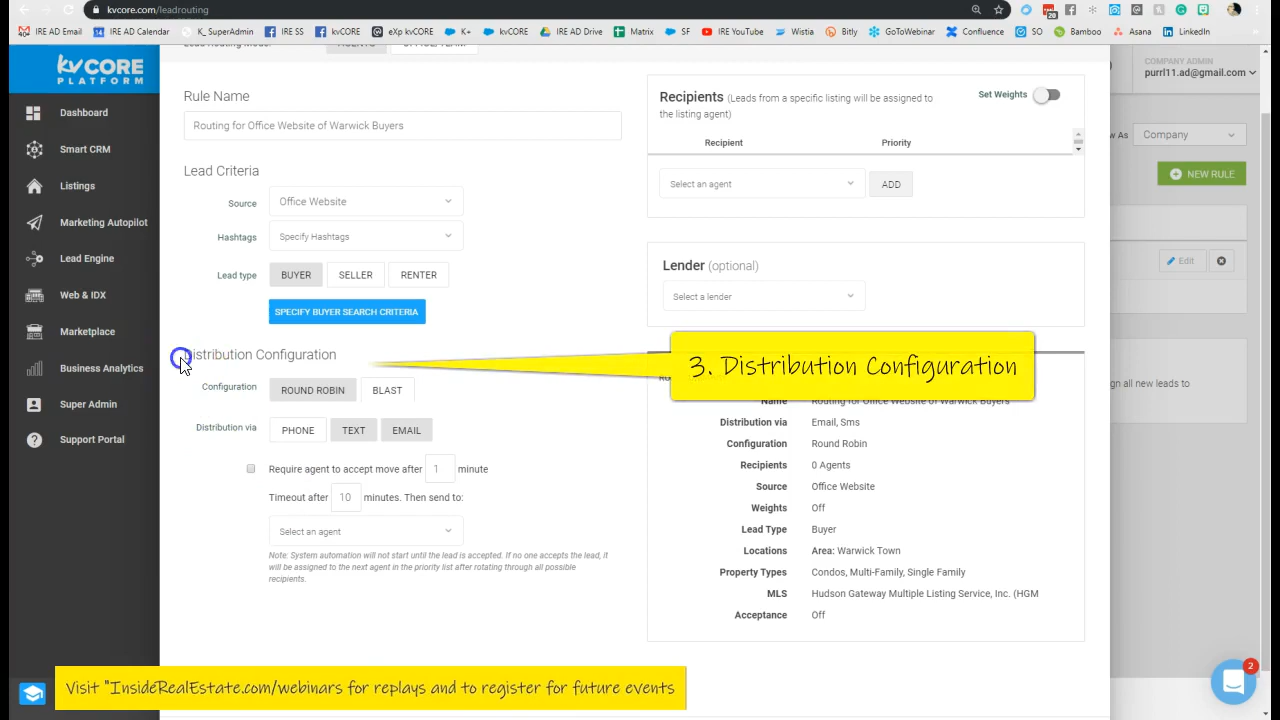 kvcore.com/leadrouting
IRE AD Email
IRE AD Calendar
K_SuperAdmin
IRE SS
kvCORE
eXp kvCORE
K+
kvCORE
IRE AD Drive
Matrix
SF
IRE YouTube
Wistia
Bitly
GoToWebinar
Confluence
SO
Bamboo
Asana
LinkedIn
20
kvCORE
PLATFORM
COMPANY ADMIN
purrl11.ad@gmail.com
Dashboard
Smart CRM
Listings
Marketing Autopilot
Lead Engine
Web & IDX
Marketplace
Business Analytics
Super Admin
Support Portal
Rule Name
Routing for Office Website of Warwick Buyers
Lead Criteria
Source
Office Website
Hashtags
Specify Hashtags
Lead type
BUYER
SELLER
RENTER
SPECIFY BUYER SEARCH CRITERIA
Distribution Configuration
Configuration
ROUND ROBIN
BLAST
Distribution via
PHONE
TEXT
EMAIL
Require agent to accept move after 1 minute
Timeout after 10 minutes. Then send to:
Select an agent
Note: System automation will not start until the lead is accepted. If no one accepts the lead, it
will be assigned to the next agent in the priority list after rotating through all possible
recipients.
Recipients (Leads from a specific listing will be assigned to
the listing agent)
Set Weights
Recipient
Priority
Select an agent
ADD
Lender (optional)
Select a lender
3. Distribution Configuration
Name Routing for Office Website of Warwick Buyers
Distribution via Email, Sms
Configuration Round Robin
Recipients 0 Agents
Source Office Website
Weights Off
Lead Type Buyer
Locations Area: Warwick Town
Property Types Condos, Multi-Family, Single Family
MLS Hudson Gateway Multiple Listing Service, Inc. (HGM
Acceptance Off
w As
Company
NEW RULE
Edit
ign all new leads to
2
Visit "InsideRealEstate.com/webinars for replays and to register for future events